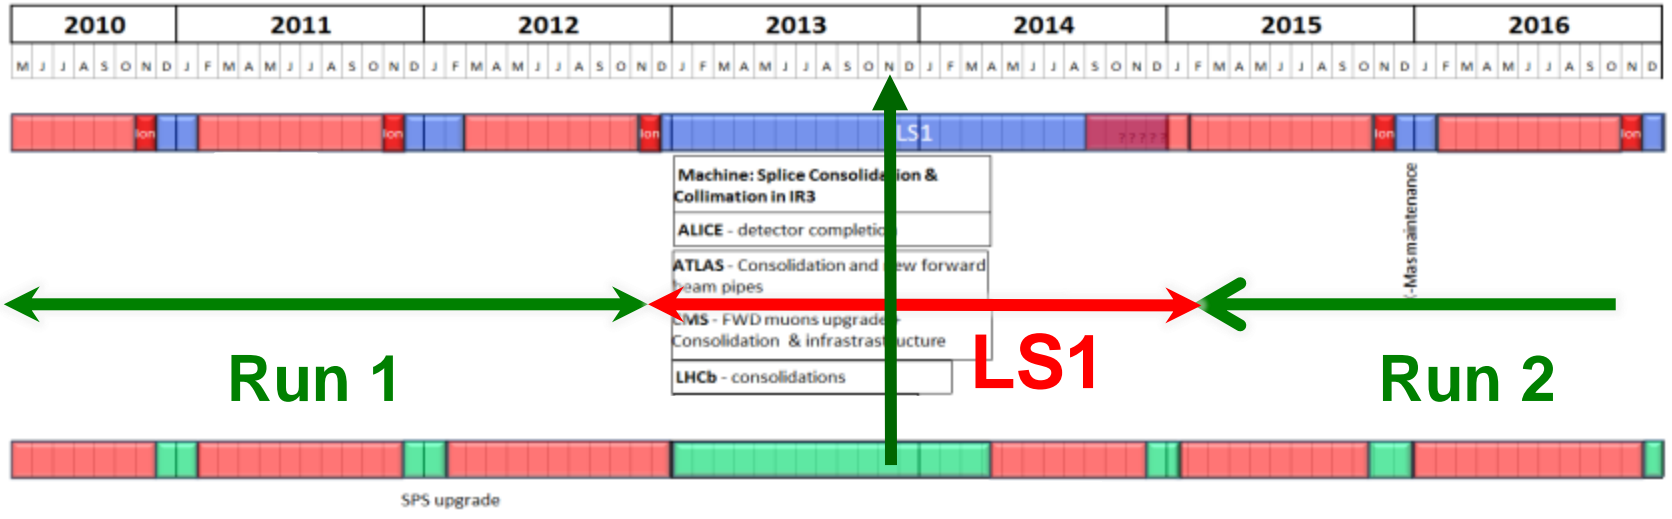 2010 2011 2012 2013 2014 2015 2016
M J J A S O N D J F M A M J J A S O N D J F M A M J J A S O N D J F M A M J J A S O N D J F M A M J J A S O N D J F M A M J J A S O N D J F M A M J J A S O N D
Ion Ion Ion LS1 ????? Ion Ion
Machine: Splice Consolidation &
Collimation in IR3
ALICE - detector completion
ATLAS - Consolidation and new forward
beam pipes
CMS - FWD muons upgrade +
Consolidation & infrastrastructure
LHCb - consolidations
X-Mas maintenance
Run 1
LS1
Run 2
SPS upgrade